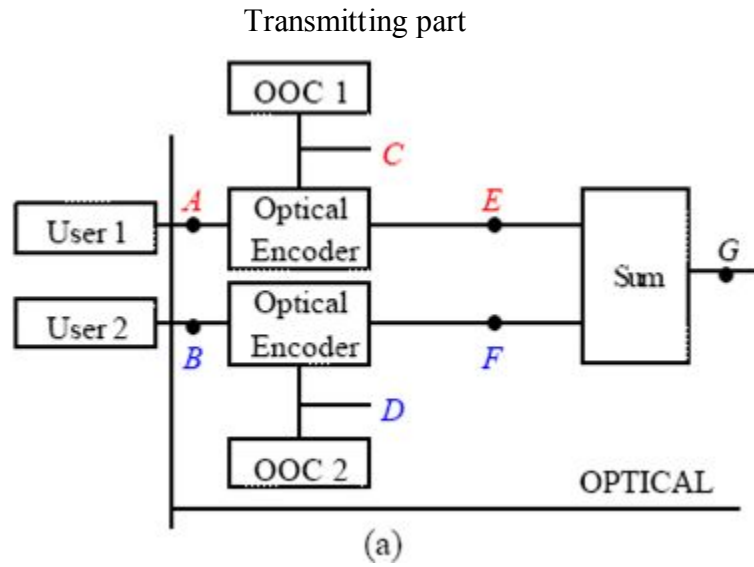 Transmitting part
OOC 1
C
A
E
User 1
Optical
Encoder
G
Sum
User 2
Optical
Encoder
B
F
D
OOC 2
OPTICAL
(a)